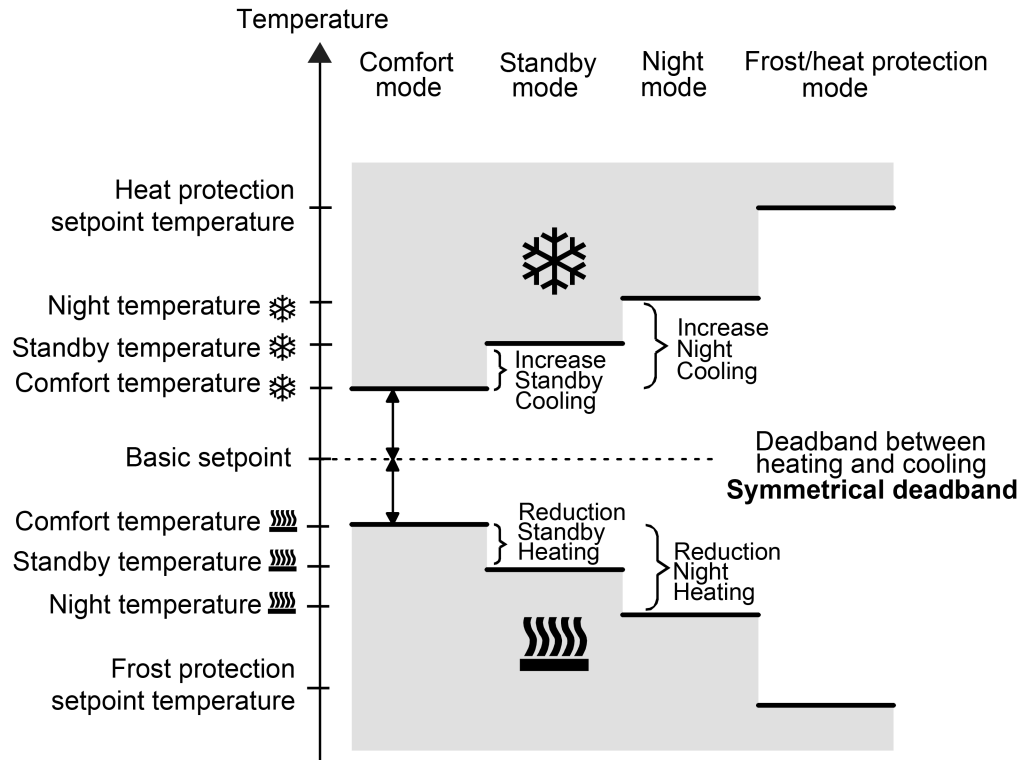 Temperature
Comfort
mode
Standby
mode
Night
mode
Frost/heat protection
mode
Heat protection
setpoint temperature
Night temperature
Standby temperature
Comfort temperature
Increase
Standby
Cooling
Increase
Night
Cooling
Basic setpoint
Deadband between
heating and cooling
Symmetrical deadband
Comfort temperature
Standby temperature
Night temperature
Reduction
Standby
Heating
Reduction
Night
Heating
Frost protection
setpoint temperature